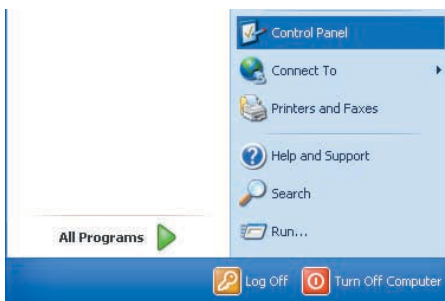 Control Panel
Connect To
Printers and Faxes
Help and Support
Search
All Programs
Run...
Log Off
Turn Off Computer